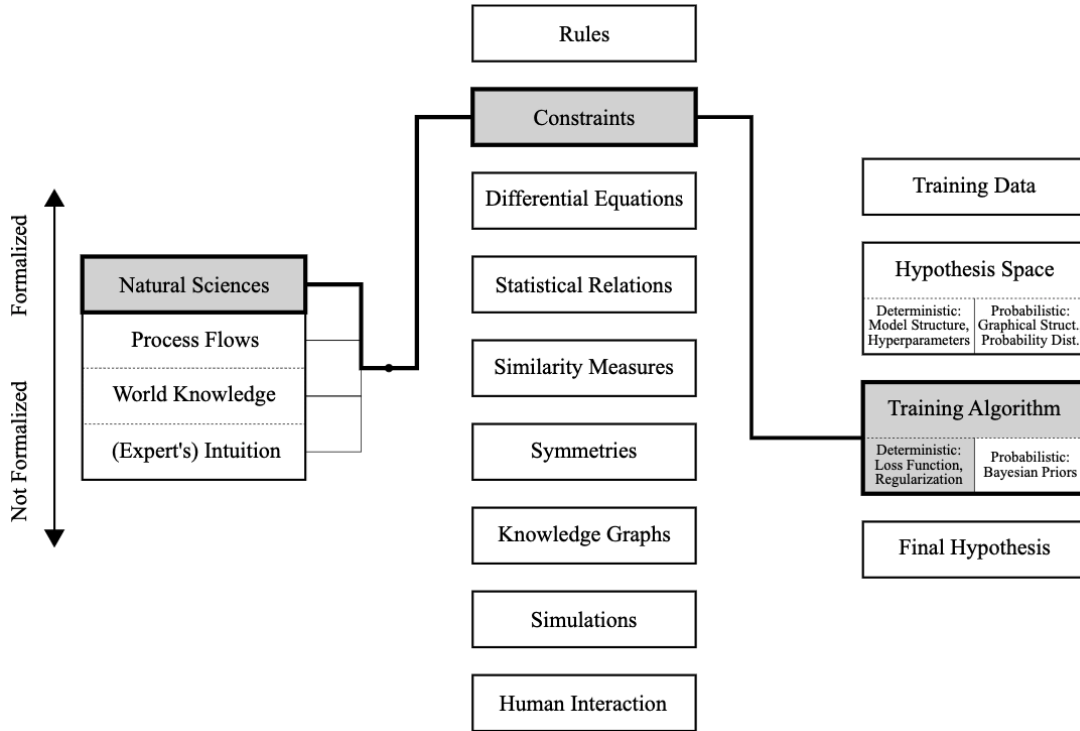 Formalized
Not Formalized
Natural Sciences
Process Flows
World Knowledge
(Expert's) Intuition
Rules
Constraints
Differential Equations
Statistical Relations
Similarity Measures
Symmetries
Knowledge Graphs
Simulations
Human Interaction
Training Data
Hypothesis Space
Deterministic:
Model Structure,
Hyperparameters
Probabilistic:
Graphical Struct.
Probability Dist.
Training Algorithm
Deterministic:
Loss Function,
Regularization
Probabilistic:
Bayesian Priors
Final Hypothesis